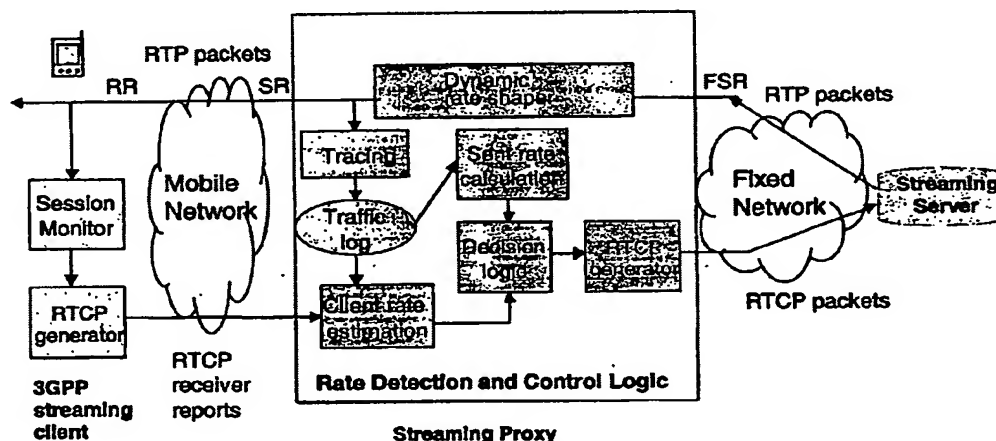 RTP packets
RR
SR
Dynamic
rate shaper
FSR
RTP packets
Tracing
Sent rate
calculation
Session
Monitor
Mobile
Network
Traffic
log
Fixed
Network
Streaming
Server
Decision
logic
RTCR
generator
RTCP
generator
Client rate
estimation
RTCP packets
3GPP
streaming
client
RTCP
receiver
reports
Rate Detection and Control Logic
Streaming Proxy